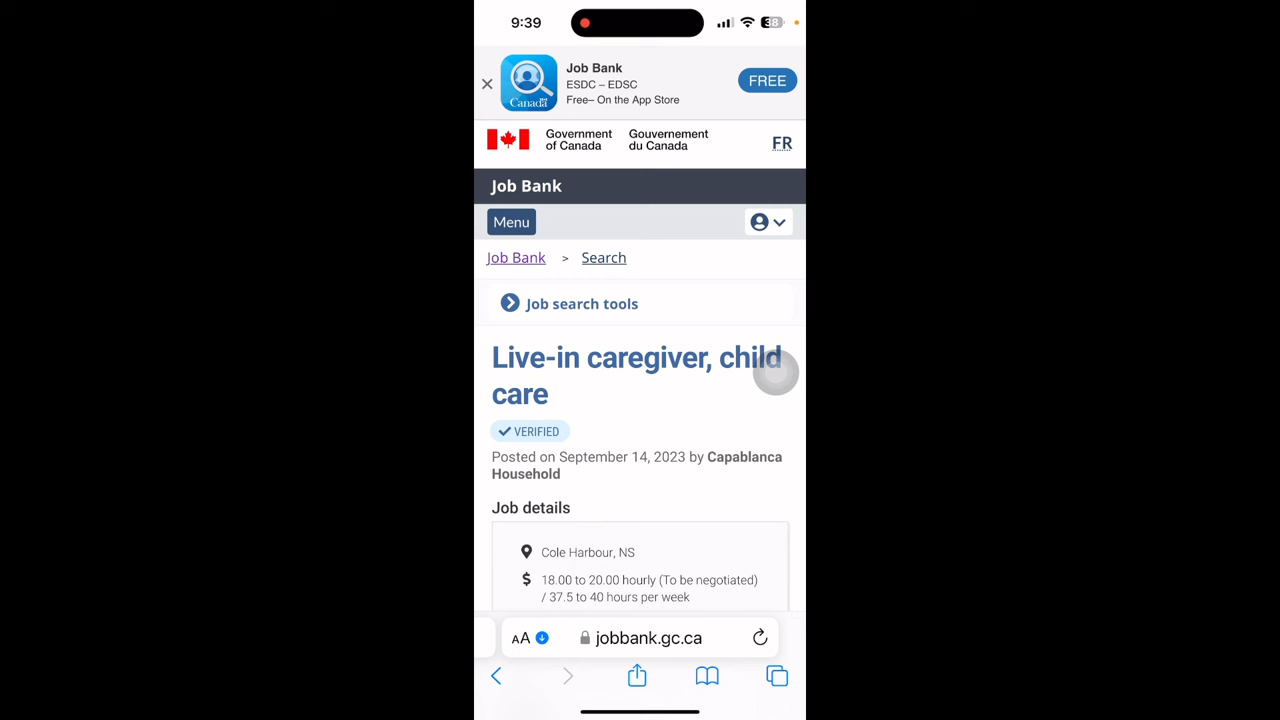 9:39
38
Job Bank
ESDC – EDSC
Free– On the App Store
FREE
Canada
Government
of Canada
Gouvernement
du Canada
FR
Job Bank
Menu
Job Bank > Search
Job search tools
Live-in caregiver, child
care
VERIFIED
Posted on September 14, 2023 by Capablanca
Household
Job details
Cole Harbour, NS
18.00 to 20.00 hourly (To be negotiated)
/ 37.5 to 40 hours per week
AA
jobbank.gc.ca